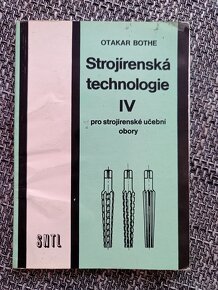 OTAKAR BOTHE
Strojírenská
technologie
IV
pro strojírenské učební
obory
SNTL